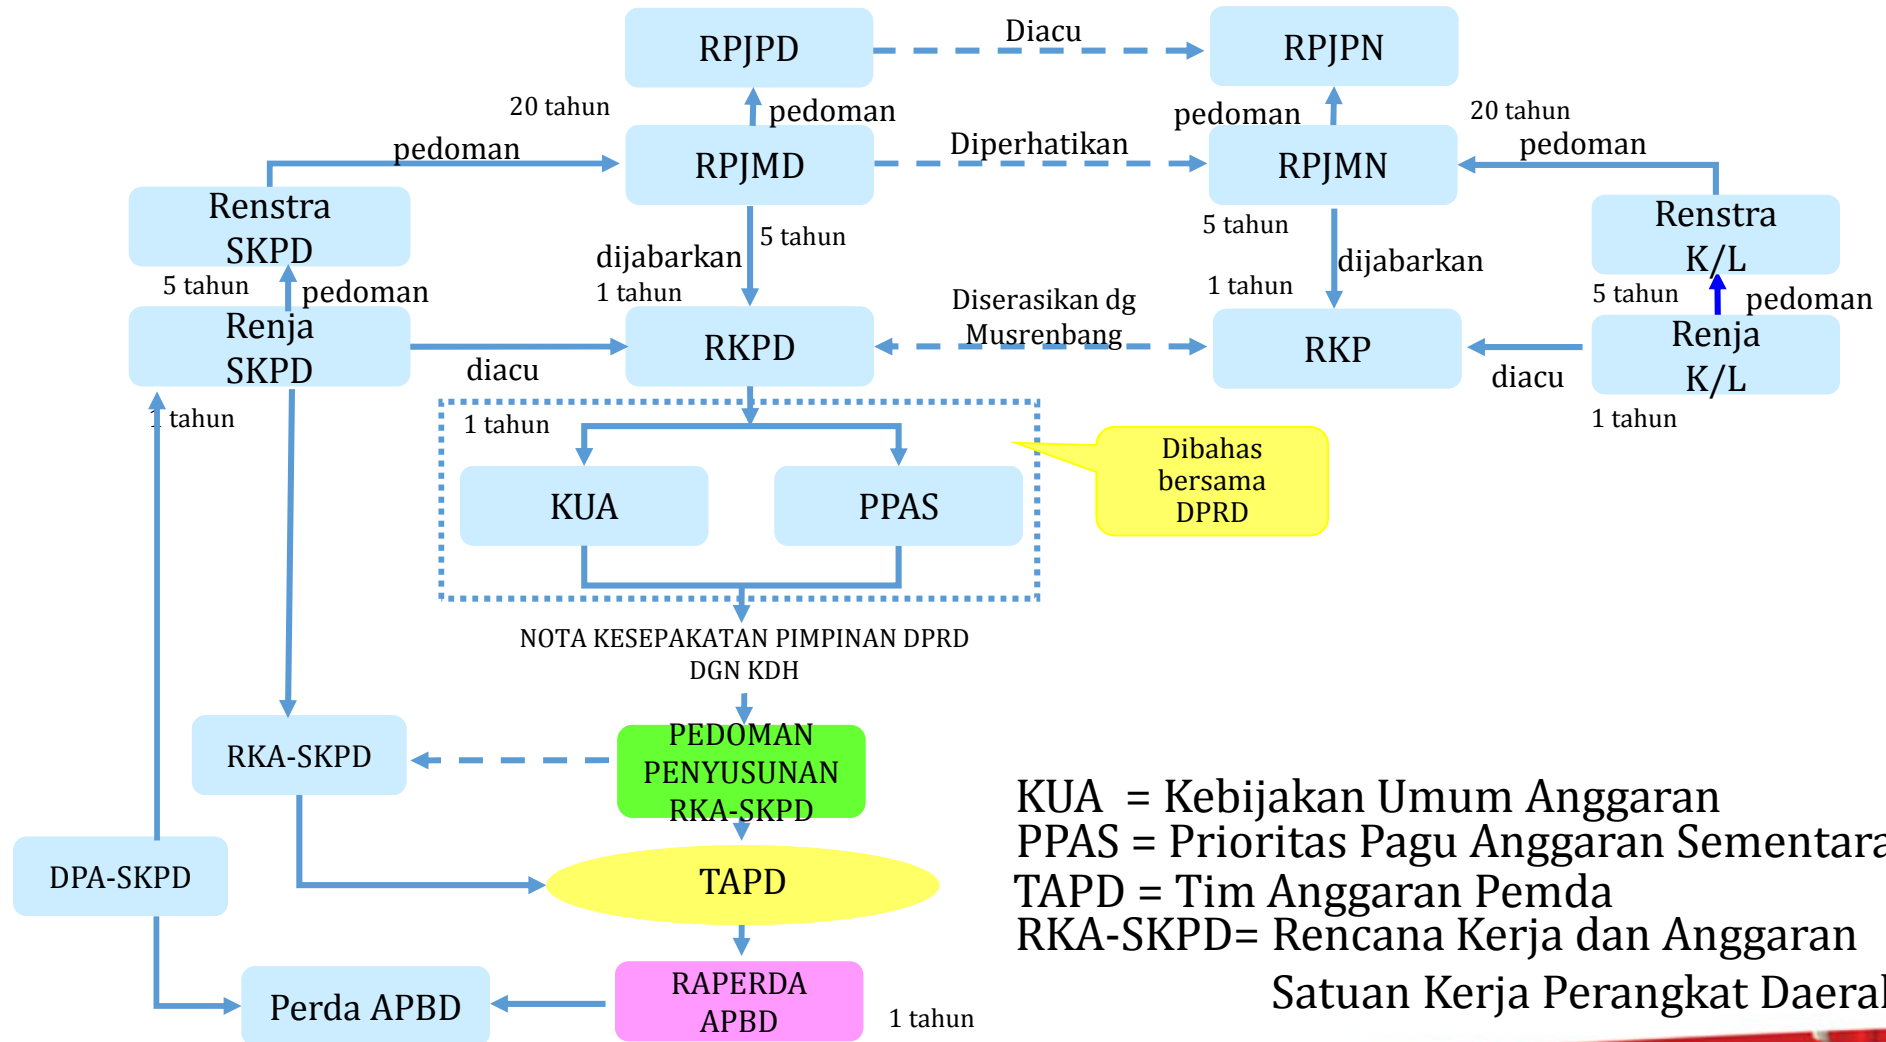 RPJPD
Diacu
RPJPN
20 tahun
pedoman
pedoman
20 tahun
pedoman
RPJMD
Diperhatikan
RPJMN
pedoman
Renstra
SKPD
5 tahun
5 tahun
Renstra
K/L
dijabarkan
dijabarkan
5 tahun
pedoman
1 tahun
1 tahun
5 tahun
pedoman
Renja
SKPD
diacu
RKPD
Diserasikan dg
Musrenbang
RKP
diacu
Renja
K/L
1 tahun
1 tahun
1 tahun
KUA
PPAS
Dibahas
bersama
DPRD
NOTA KESEPAKATAN PIMPINAN DPRD
DGN KDH
RKA-SKPD
PEDOMAN
PENYUSUNAN
RKA-SKPD
DPA-SKPD
TAPD
Perda APBD
RAPERDA
APBD
1 tahun
KUA = Kebijakan Umum Anggaran
PPAS = Prioritas Pagu Anggaran Sementara
TAPD = Tim Anggaran Pemda
RKA-SKPD= Rencana Kerja dan Anggaran
Satuan Kerja Perangkat Daerah